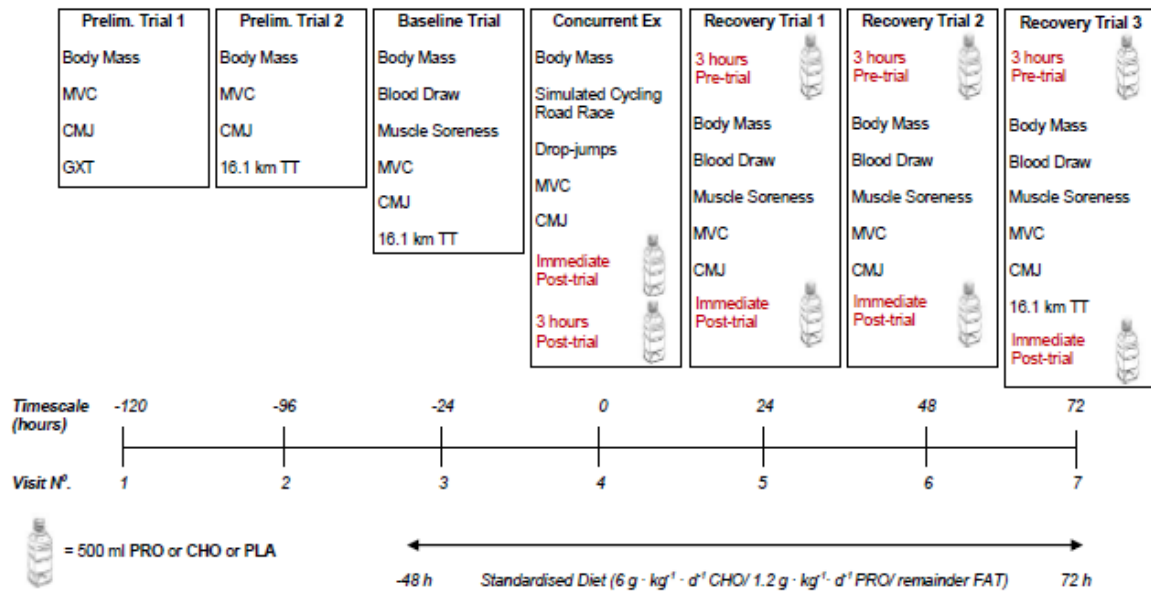 Prelim. Trial 1
Body Mass
MVC
CMJ
GXT
Prelim. Trial 2
Body Mass
MVC
CMJ
16.1 km TT
Baseline Trial
Body Mass
Blood Draw
Muscle Soreness
MVC
CMJ
16.1 km TT
Concurrent Ex
Body Mass
Simulated Cycling
Road Race
Drop-jumps
MVC
CMJ
Immediate
Post-trial
3 hours
Post-trial
Recovery Trial 1
3 hours
Pre-trial
Body Mass
Blood Draw
Muscle Soreness
MVC
CMJ
Immediate
Post-trial
Recovery Trial 2
3 hours
Pre-trial
Body Mass
Blood Draw
Muscle Soreness
MVC
CMJ
Immediate
Post-trial
Recovery Trial 3
3 hours
Pre-trial
Body Mass
Blood Draw
Muscle Soreness
MVC
CMJ
16.1 km TT
Immediate
Post-trial
Timescale -120 -96 -24 0 24 48 72
(hours)
Visit Nº. 1 2 3 4 5 6 7
= 500 ml PRO or CHO or PLA
-48 h Standardised Diet (6 g · kg⁻¹ · d⁻¹ CHO/ 1.2 g · kg⁻¹· d⁻¹ PRO/ remainder FAT) 72 h